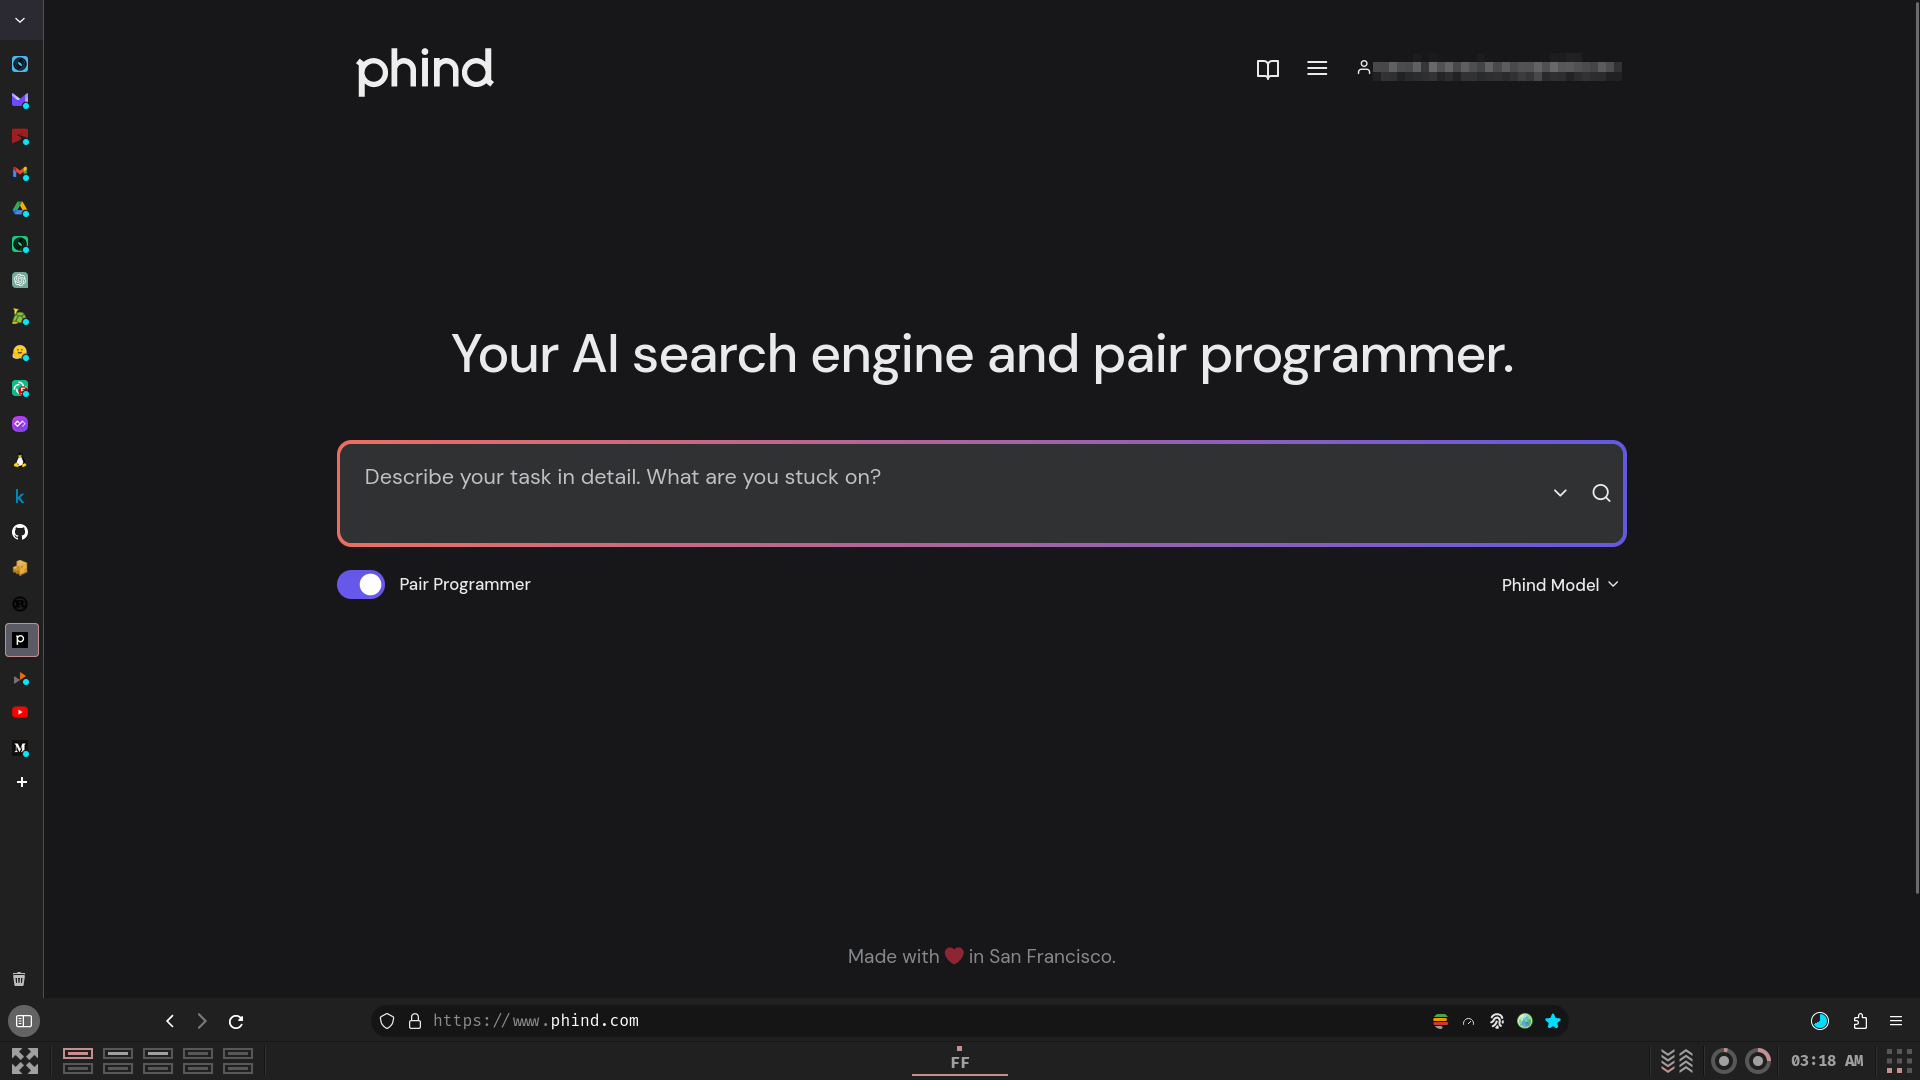 phind
Your AI search engine and pair programmer.
Describe your task in detail. What are you stuck on?
Pair Programmer
Phind Model
Made with ❤ in San Francisco.
https://www.phind.com
FF
03:18 AM